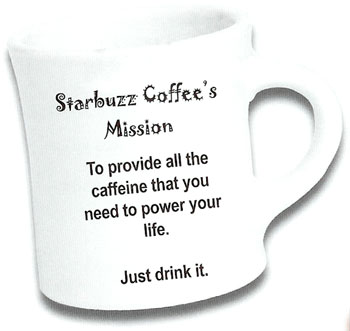 Starbuzz Coffee's
Mission
To provide all the
caffeine that you
need to power your
life.
Just drink it.